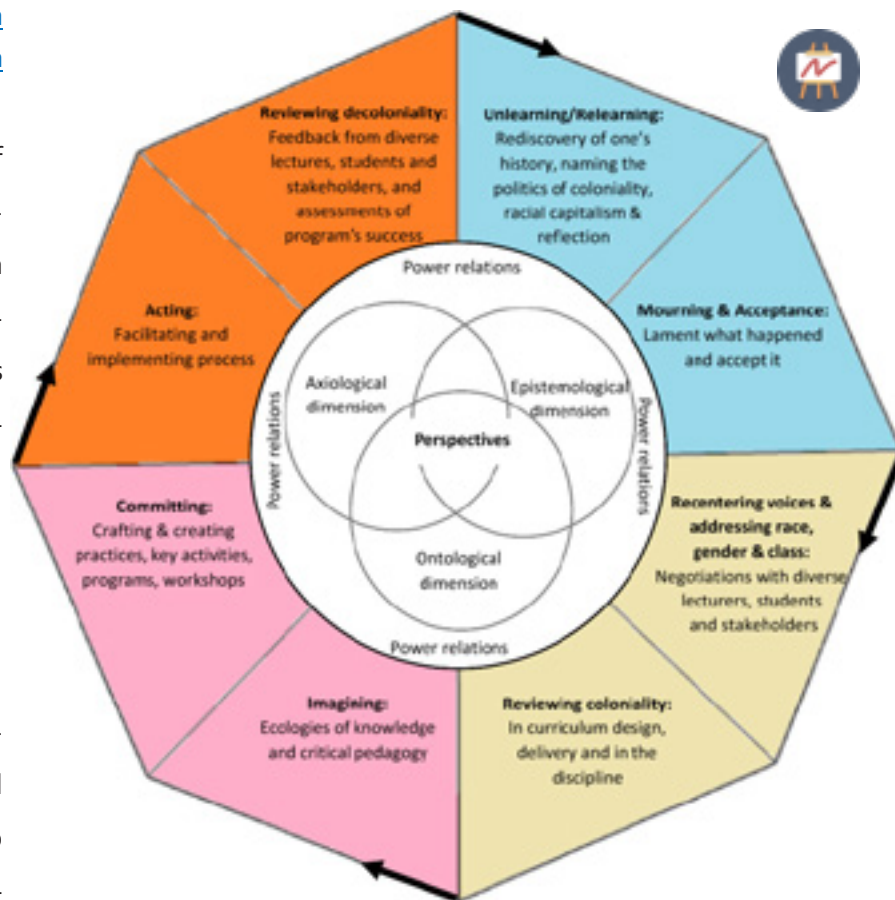 Reviewing decoloniality:
Feedback from diverse
lectures, students and
stakeholders, and
assessments of
program's success
Unlearning/Relearning:
Rediscovery of one's
history, naming the
politics of coloniality,
racial capitalism &
reflection
Mourning & Acceptance:
Lament what happened
and accept it
Recentering voices &
addressing race,
gender & class:
Negotiations with diverse
lecturers, students
and stakeholders
Reviewing coloniality:
In curriculum design,
delivery and in the
discipline
Imagining:
Ecologies of knowledge
and critical pedagogy
Committing:
Crafting & creating
practices, key activities,
programs, workshops
Acting:
Facilitating and
implementing process
Power relations
Power relations
Power relations
Power relations
Axiological
dimension
Epistemological
dimension
Perspectives
Ontological
dimension